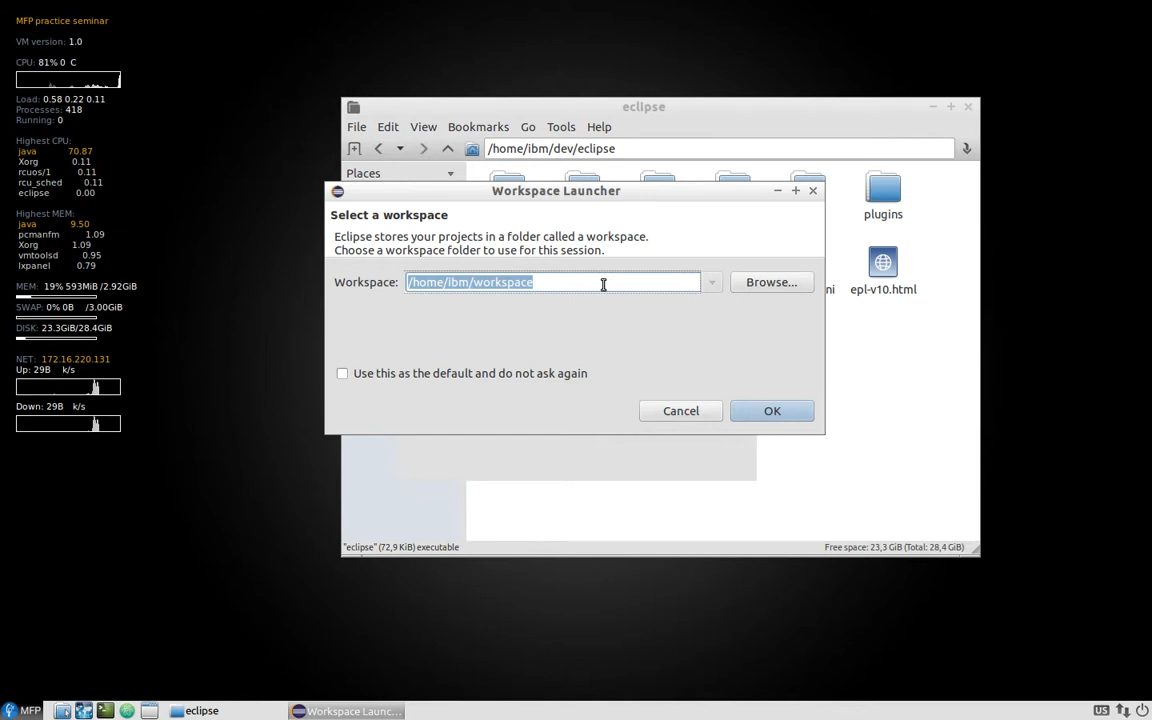 MFP practice seminar
VM version: 1.0
CPU: 81% 0 C
Load: 0.58 0.22 0.11
Processes: 418
Running: 0
Highest CPU:
java 70.87
Xorg 0.11
rcuos/1 0.11
rcu_sched 0.11
eclipse 0.00
Highest MEM:
java 9.50
pcmanfm 1.09
Xorg 1.09
vmtoolsd 0.95
lxpanel 0.79
MEM: 19% 593MiB /2.92GiB
SWAP: 0% 0B /3.00GiB
DISK: 23.3GiB/28.4GiB
NET: 172.16.220.131
Up: 29B k/s
Down: 29B k/s
eclipse
File Edit View Bookmarks Go Tools Help
/home/ibm/dev/eclipse
Places
plugins
ni
epl-v10.html
Workspace Launcher
Select a workspace
Eclipse stores your projects in a folder called a workspace.
Choose a workspace folder to use for this session.
Workspace: /home/ibm/workspace Browse...
Use this as the default and do not ask again
Cancel OK
"eclipse" (72,9 KiB) executable
Free space: 23,3 GiB (Total: 28,4 GiB)
MFP eclipse Workspace Launc... US